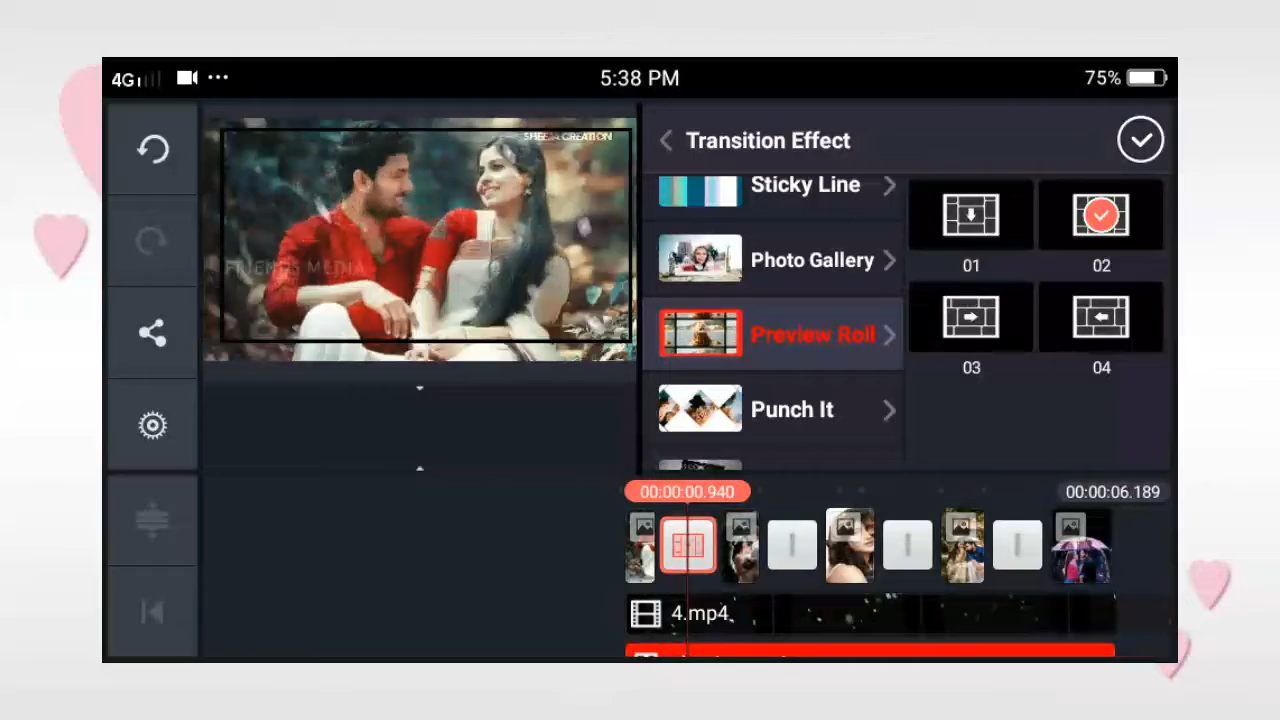 4G
5:38 PM
75%
Transition Effect
Sticky Line
Photo Gallery
Preview Roll
Punch It
01
02
03
04
CREATION
MEDIA
00:00:00.940
00:00:06.189
4.mp4